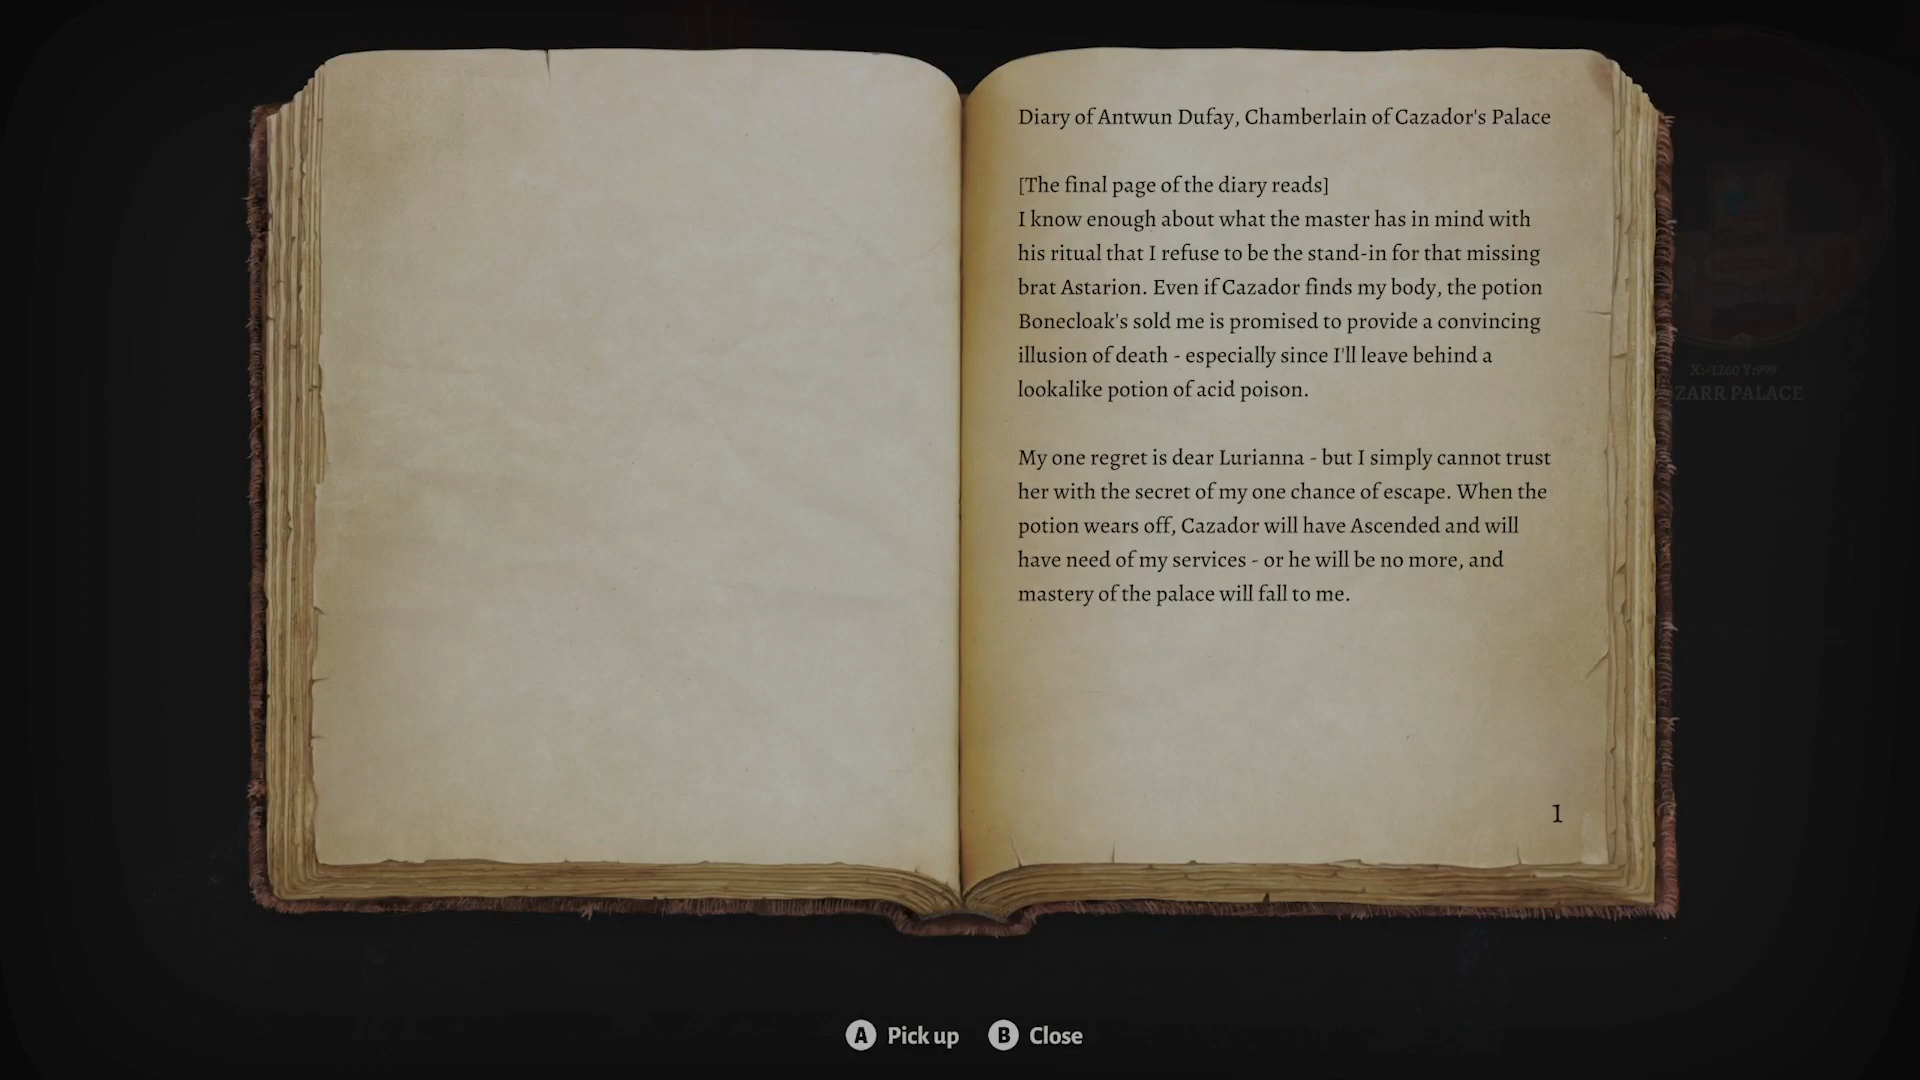 Diary of Antwun Dufay, Chamberlain of Cazador's Palace
[The final page of the diary reads]
I know enough about what the master has in mind with
his ritual that I refuse to be the stand-in for that missing
brat Astarion. Even if Cazador finds my body, the potion
Bonecloak's sold me is promised to provide a convincing
illusion of death - especially since I'll leave behind a
lookalike potion of acid poison.
My one regret is dear Lurianna - but I simply cannot trust
her with the secret of my one chance of escape. When the
potion wears off, Cazador will have Ascended and will
have need of my services - or he will be no more, and
mastery of the palace will fall to me.
1
X:-1260 Y:999
ZARR PALACE
A Pick up B Close